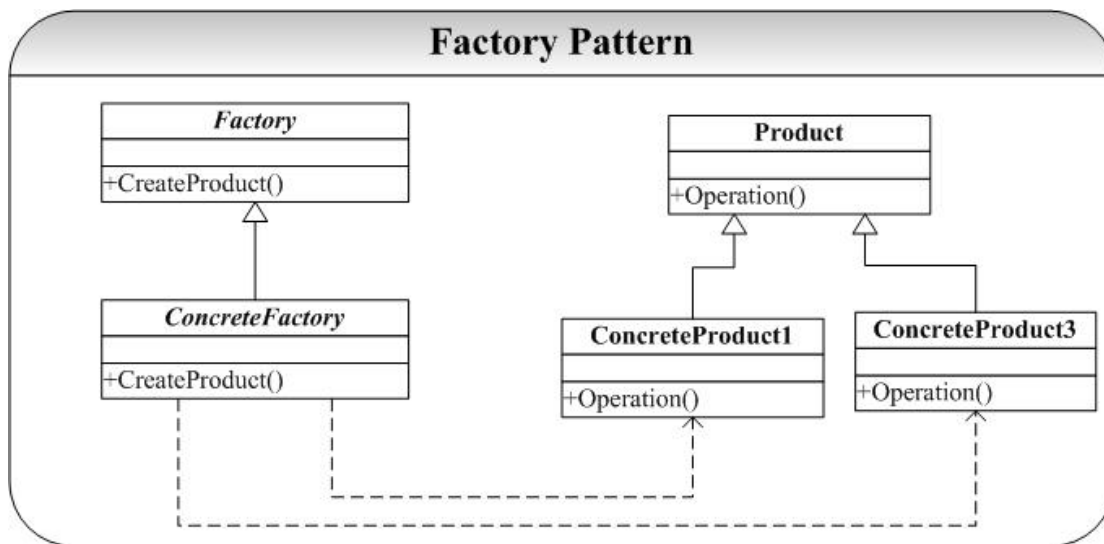 Factory Pattern
Factory
+CreateProduct()
Product
+Operation()
ConcreteFactory
+CreateProduct()
ConcreteProduct1
+Operation()
ConcreteProduct3
+Operation()